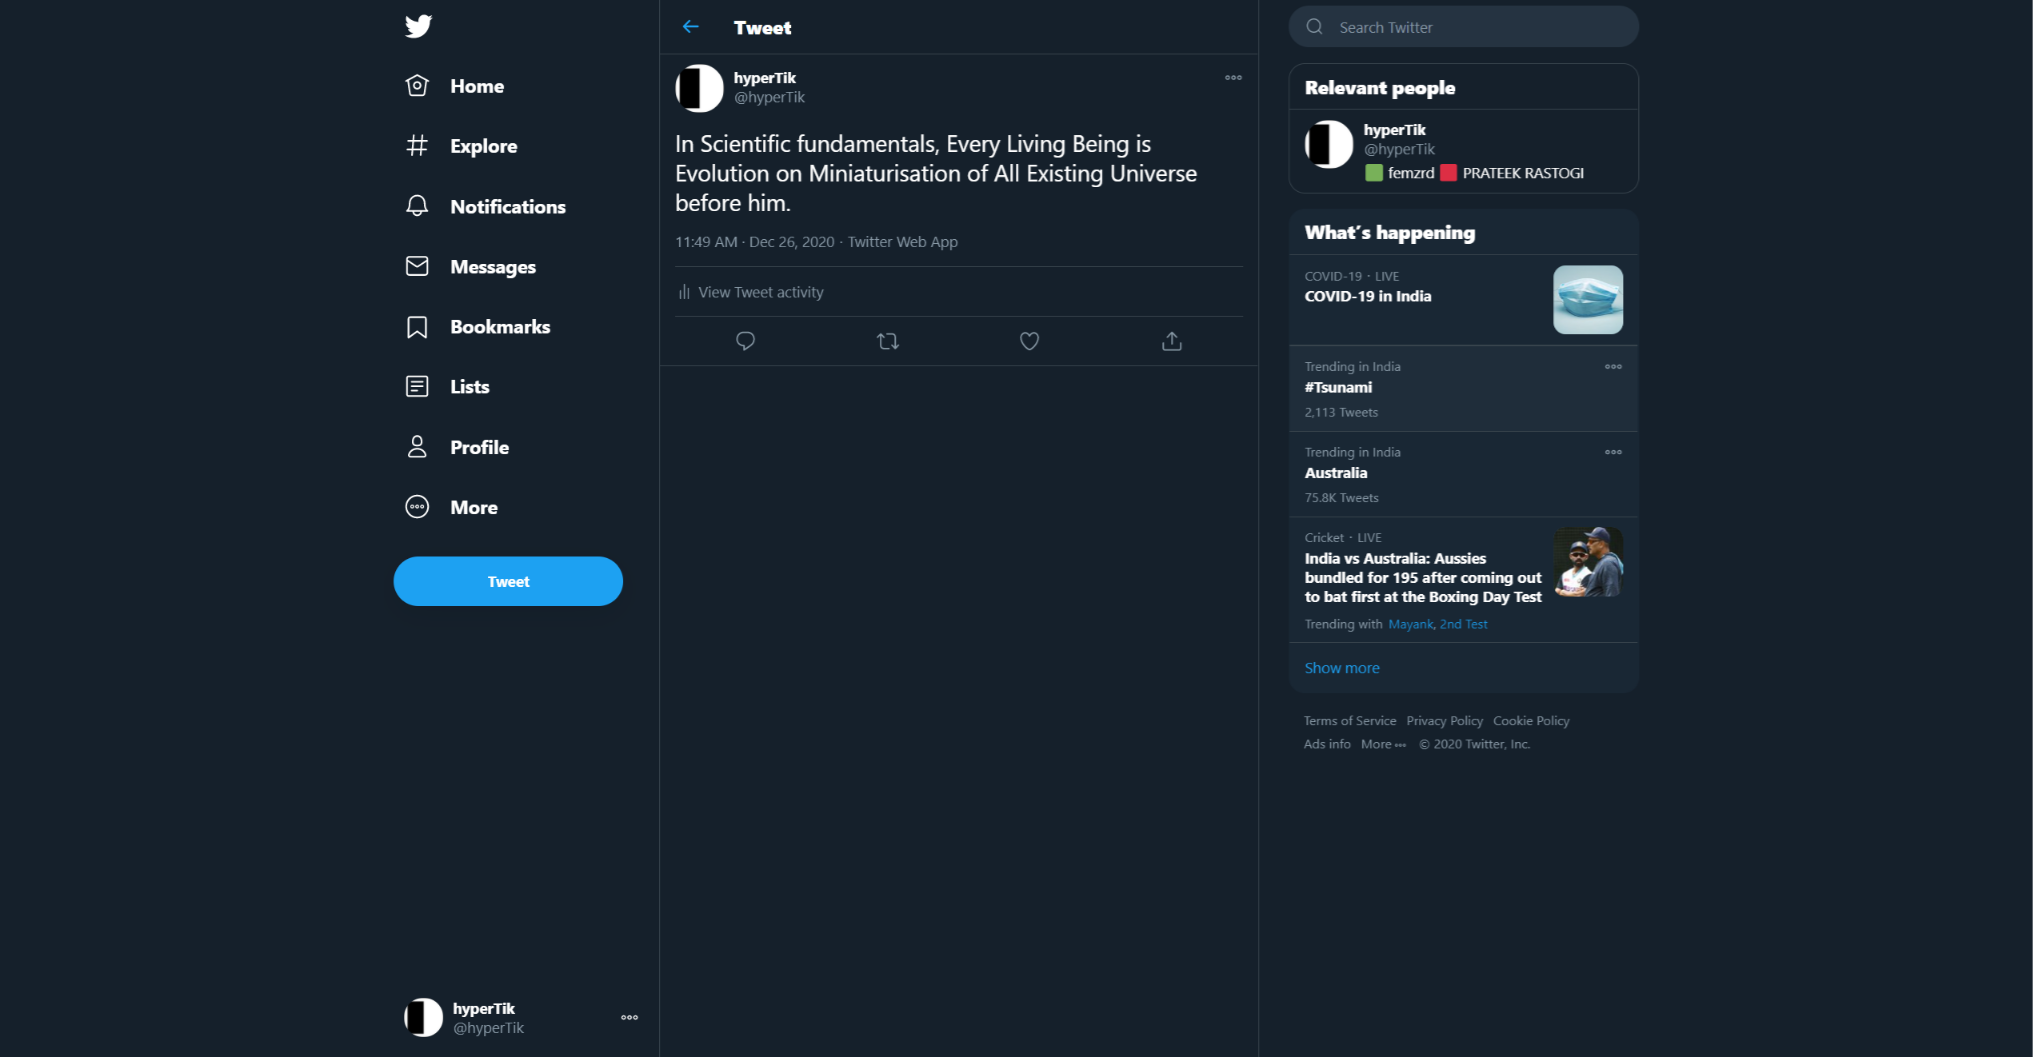 Home
Explore
Notifications
Messages
Bookmarks
Lists
Profile
More
Tweet
hyperTik
@hyperTik
Tweet
hyperTik
@hyperTik
In Scientific fundamentals, Every Living Being is
Evolution on Miniaturisation of All Existing Universe
before him.
11:49 AM · Dec 26, 2020 · Twitter Web App
View Tweet activity
Search Twitter
Relevant people
hyperTik
@hyperTik
femzrd PRATEEK RASTOGI
What's happening
COVID-19 · LIVE
COVID-19 in India
Trending in India
#Tsunami
2,113 Tweets
Trending in India
Australia
75.8K Tweets
Cricket · LIVE
India vs Australia: Aussies
bundled for 195 after coming out
to bat first at the Boxing Day Test
Trending with Mayank, 2nd Test
Show more
Terms of Service Privacy Policy Cookie Policy
Ads info More © 2020 Twitter, Inc.